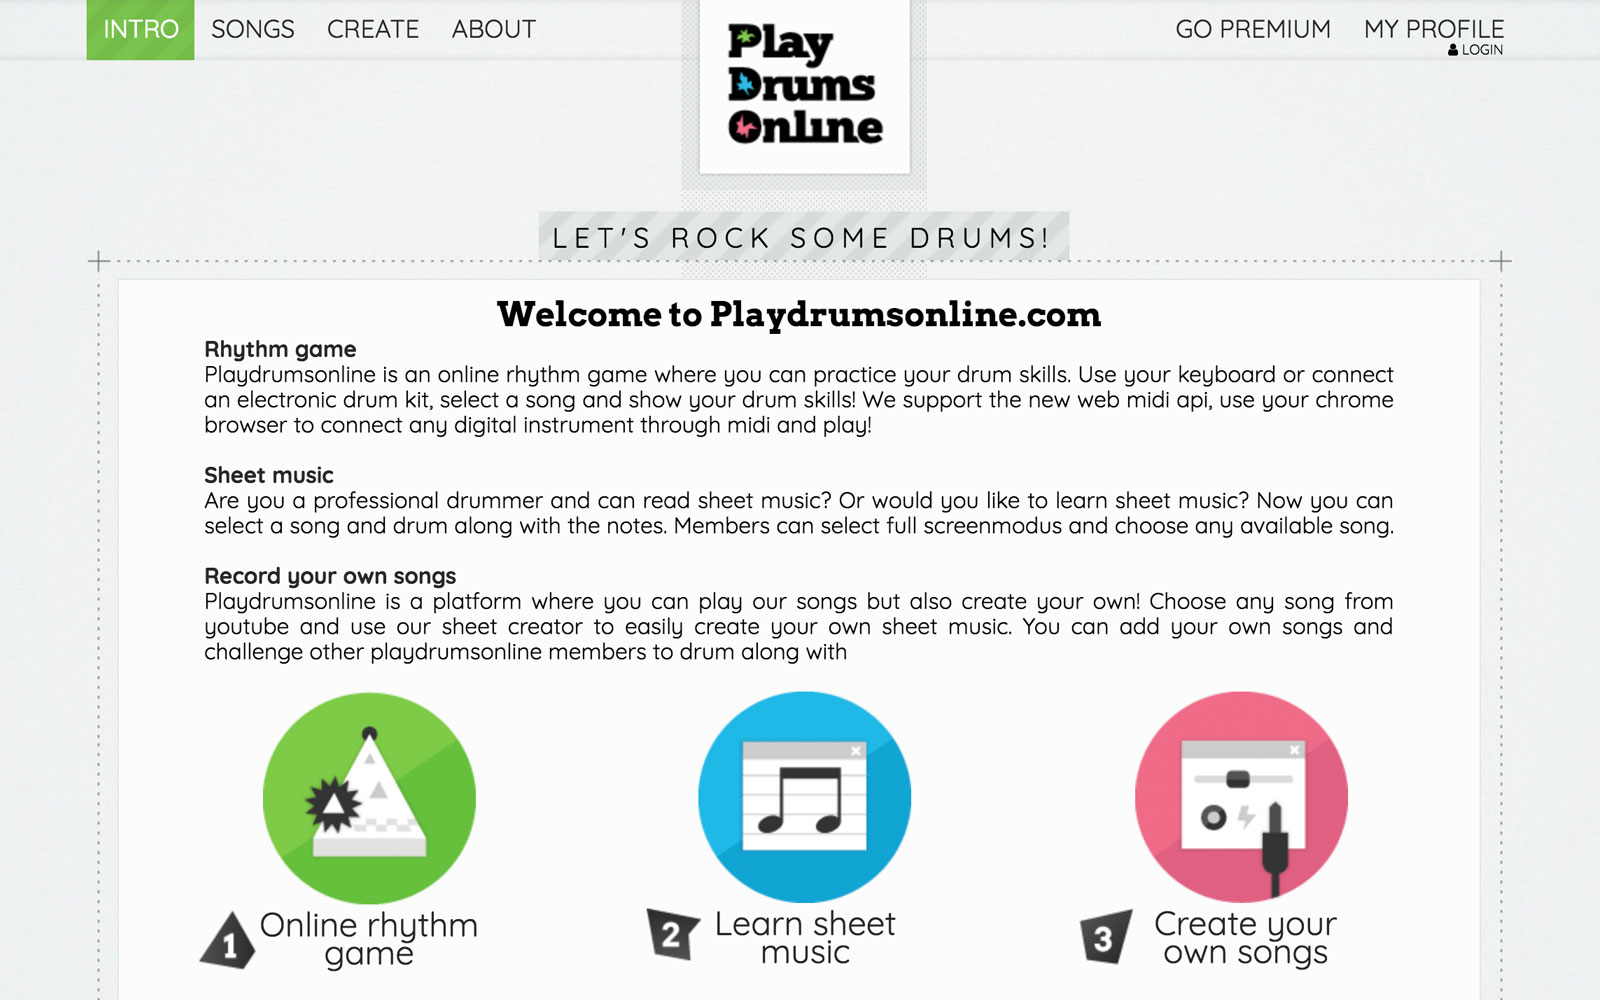 INTRO SONGS CREATE ABOUT
GO PREMIUM MY PROFILE
LOGIN
Play
Drums
Online
LET'S ROCK SOME DRUMS!
Welcome to Playdrumsonline.com
Rhythm game
Playdrumsonline is an online rhythm game where you can practice your drum skills. Use your keyboard or connect
an electronic drum kit, select a song and show your drum skills! We support the new web midi api, use your chrome
browser to connect any digital instrument through midi and play!
Sheet music
Are you a professional drummer and can read sheet music? Or would you like to learn sheet music? Now you can
select a song and drum along with the notes. Members can select full screenmodus and choose any available song.
Record your own songs
Playdrumsonline is a platform where you can play our songs but also create your own! Choose any song from
youtube and use our sheet creator to easily create your own sheet music. You can add your own songs and
challenge other playdrumsonline members to drum along with
1 Online rhythm
game
2 Learn sheet
music
3 Create your
own songs